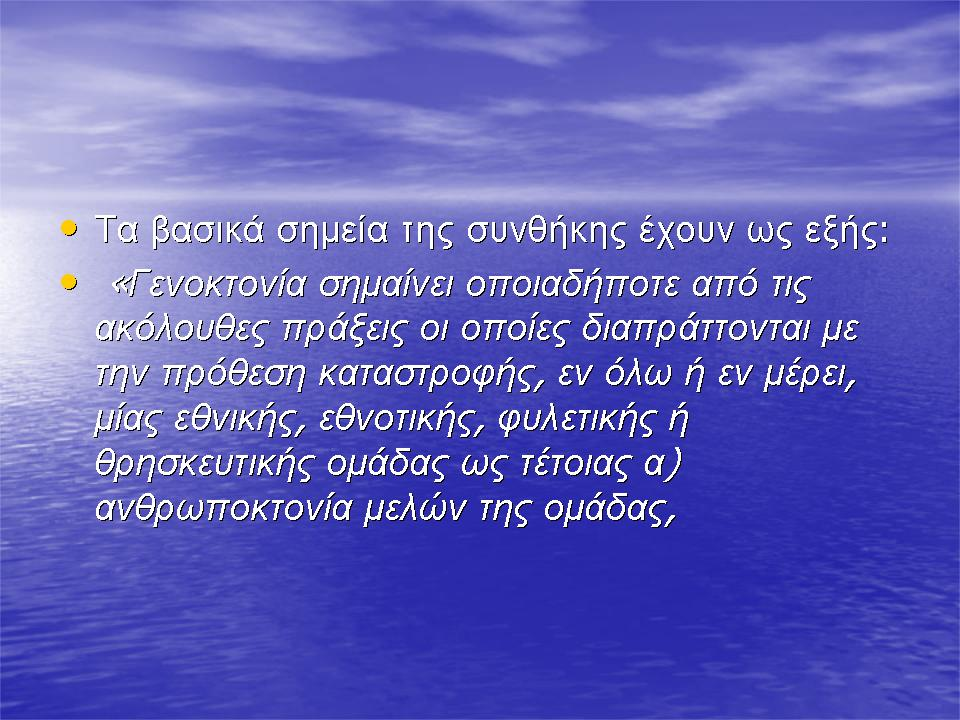 • Τα βασικά σημεία της συνθήκης έχουν ως εξής:
• «Γενοκτονία σημαίνει οποιαδήποτε από τις
ακόλουθες πράξεις οι οποίες διαπράττονται με
την πρόθεση καταστροφής, εν όλω ή εν μέρει,
μίας εθνικής, εθνοτικής, φυλετικής ή
θρησκευτικής ομάδας ως τέτοιας α)
ανθρωποκτονία μελών της ομάδας,